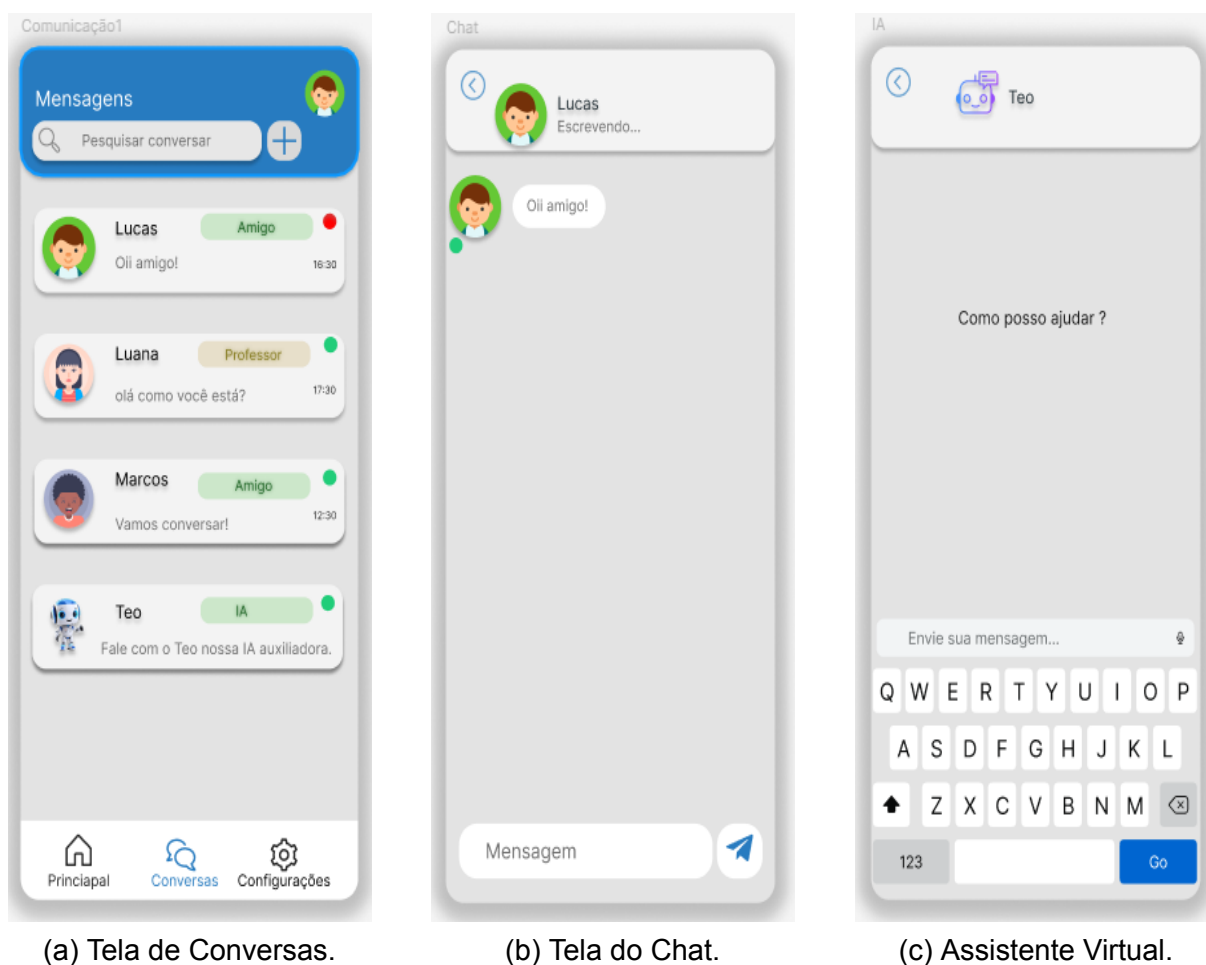 Comunicação1
Mensagens
Pesquisar conversar
Lucas
Amigo
Oii amigo!
16:30
Luana
Professor
olá como você está?
17:30
Marcos
Amigo
Vamos conversar!
12:30
Teo
IA
Fale com o Teo nossa IA auxiliadora.
Princiapal
Conversas
Configurações
(a) Tela de Conversas.
Chat
Lucas
Escrevendo...
Oii amigo!
Mensagem
(b) Tela do Chat.
IA
Teo
Como posso ajudar ?
Envie sua mensagem...
Q W E R T Y U I O P
A S D F G H J K L
Z X C V B N M
123
Go
(c) Assistente Virtual.